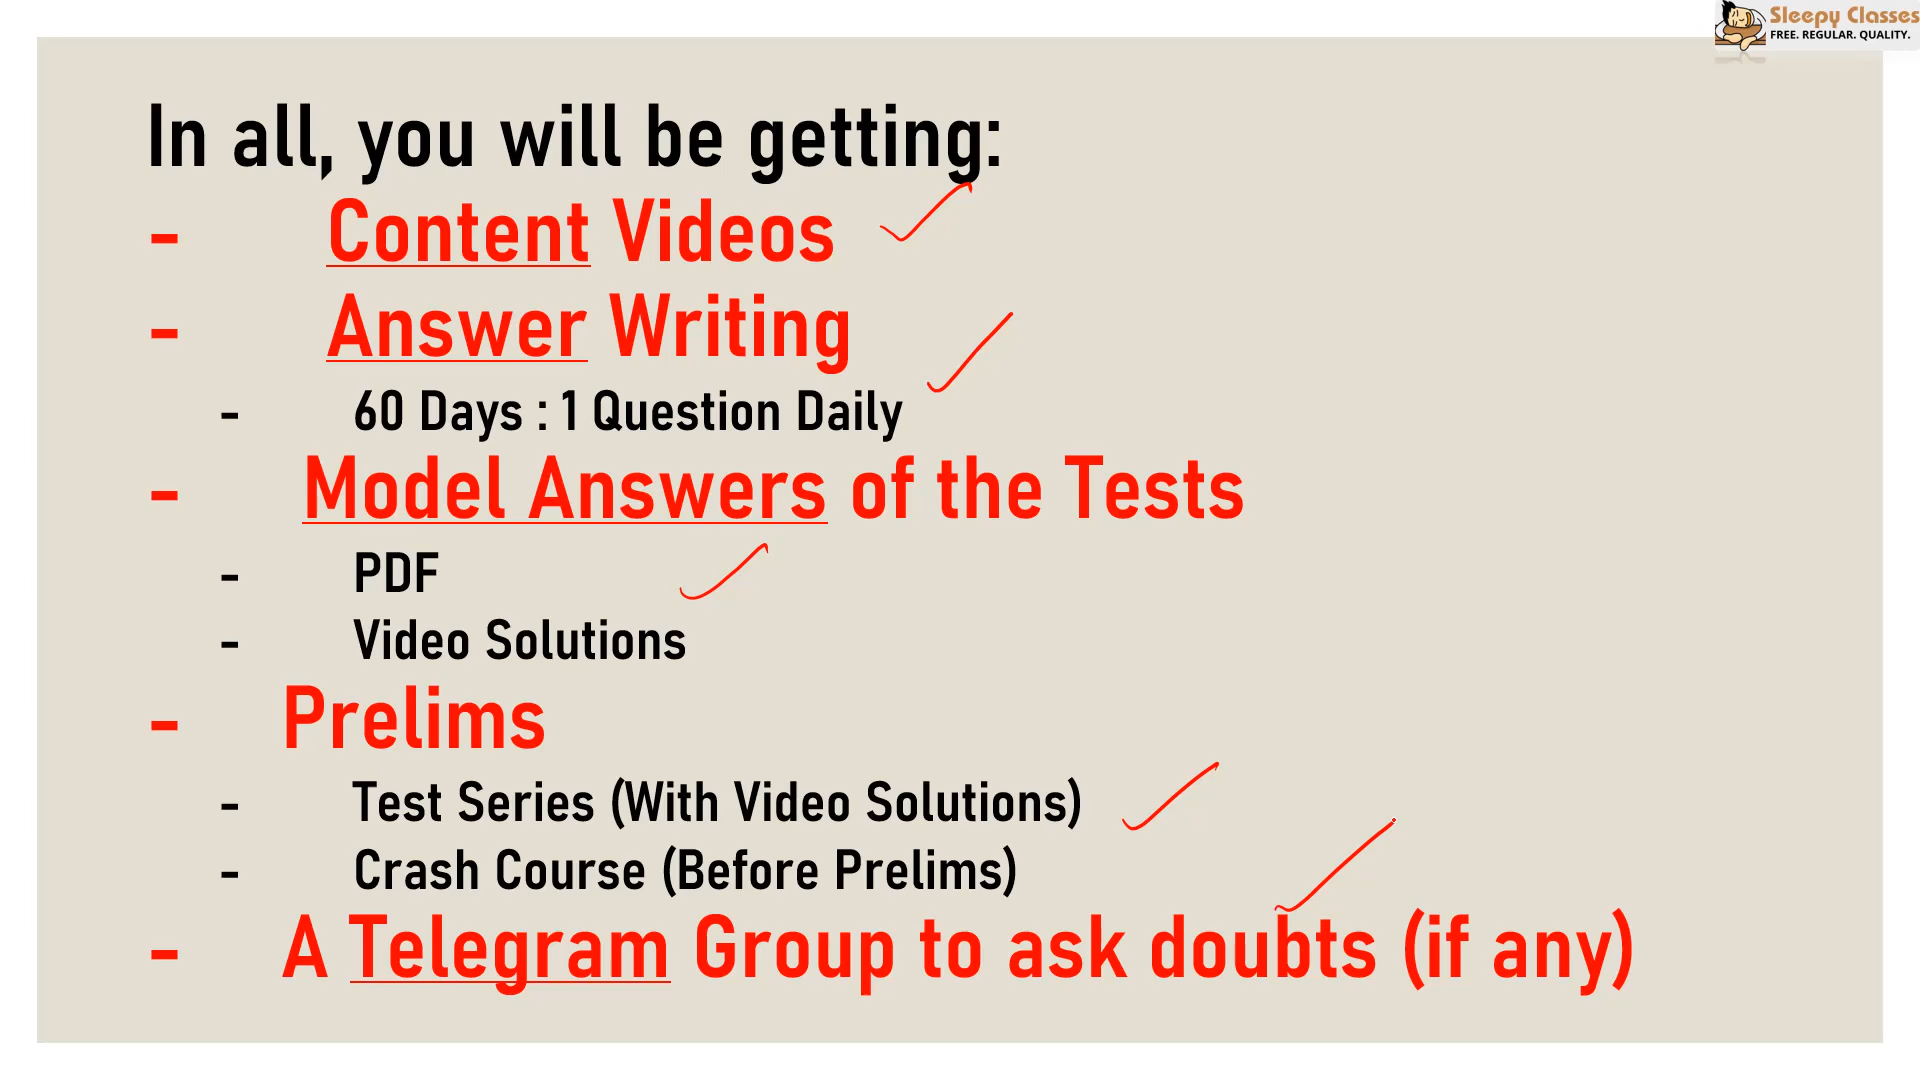 Sleepy Classes
FREE. REGULAR. QUALITY.
In all, you will be getting:
- Content Videos
- Answer Writing
- 60 Days : 1 Question Daily
- Model Answers of the Tests
- PDF
- Video Solutions
- Prelims
- Test Series (With Video Solutions)
- Crash Course (Before Prelims)
- A Telegram Group to ask doubts (if any)